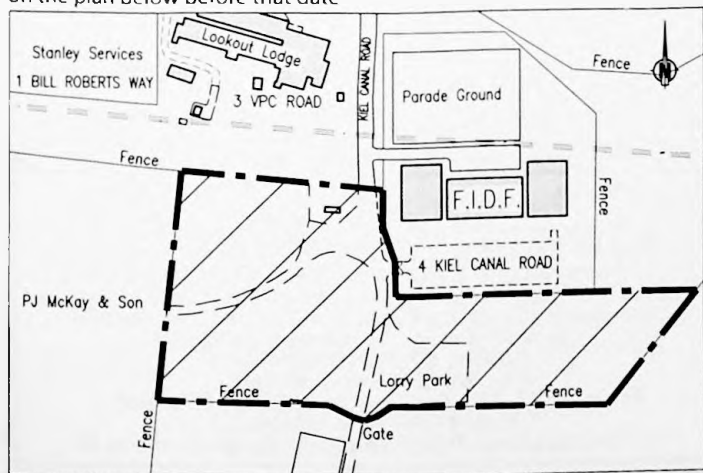 on the plan below before that date
Stanley Services
1 BILL ROBERTS WAY
Lookout Lodge
3 VPC ROAD
KIEL CANAL ROAD
Parade Ground
Fence
N
Fence
F.I.D.F.
Fence
4 KIEL CANAL ROAD
PJ McKay & Son
Lorry Park
Fence
Fence
Fence
Gate